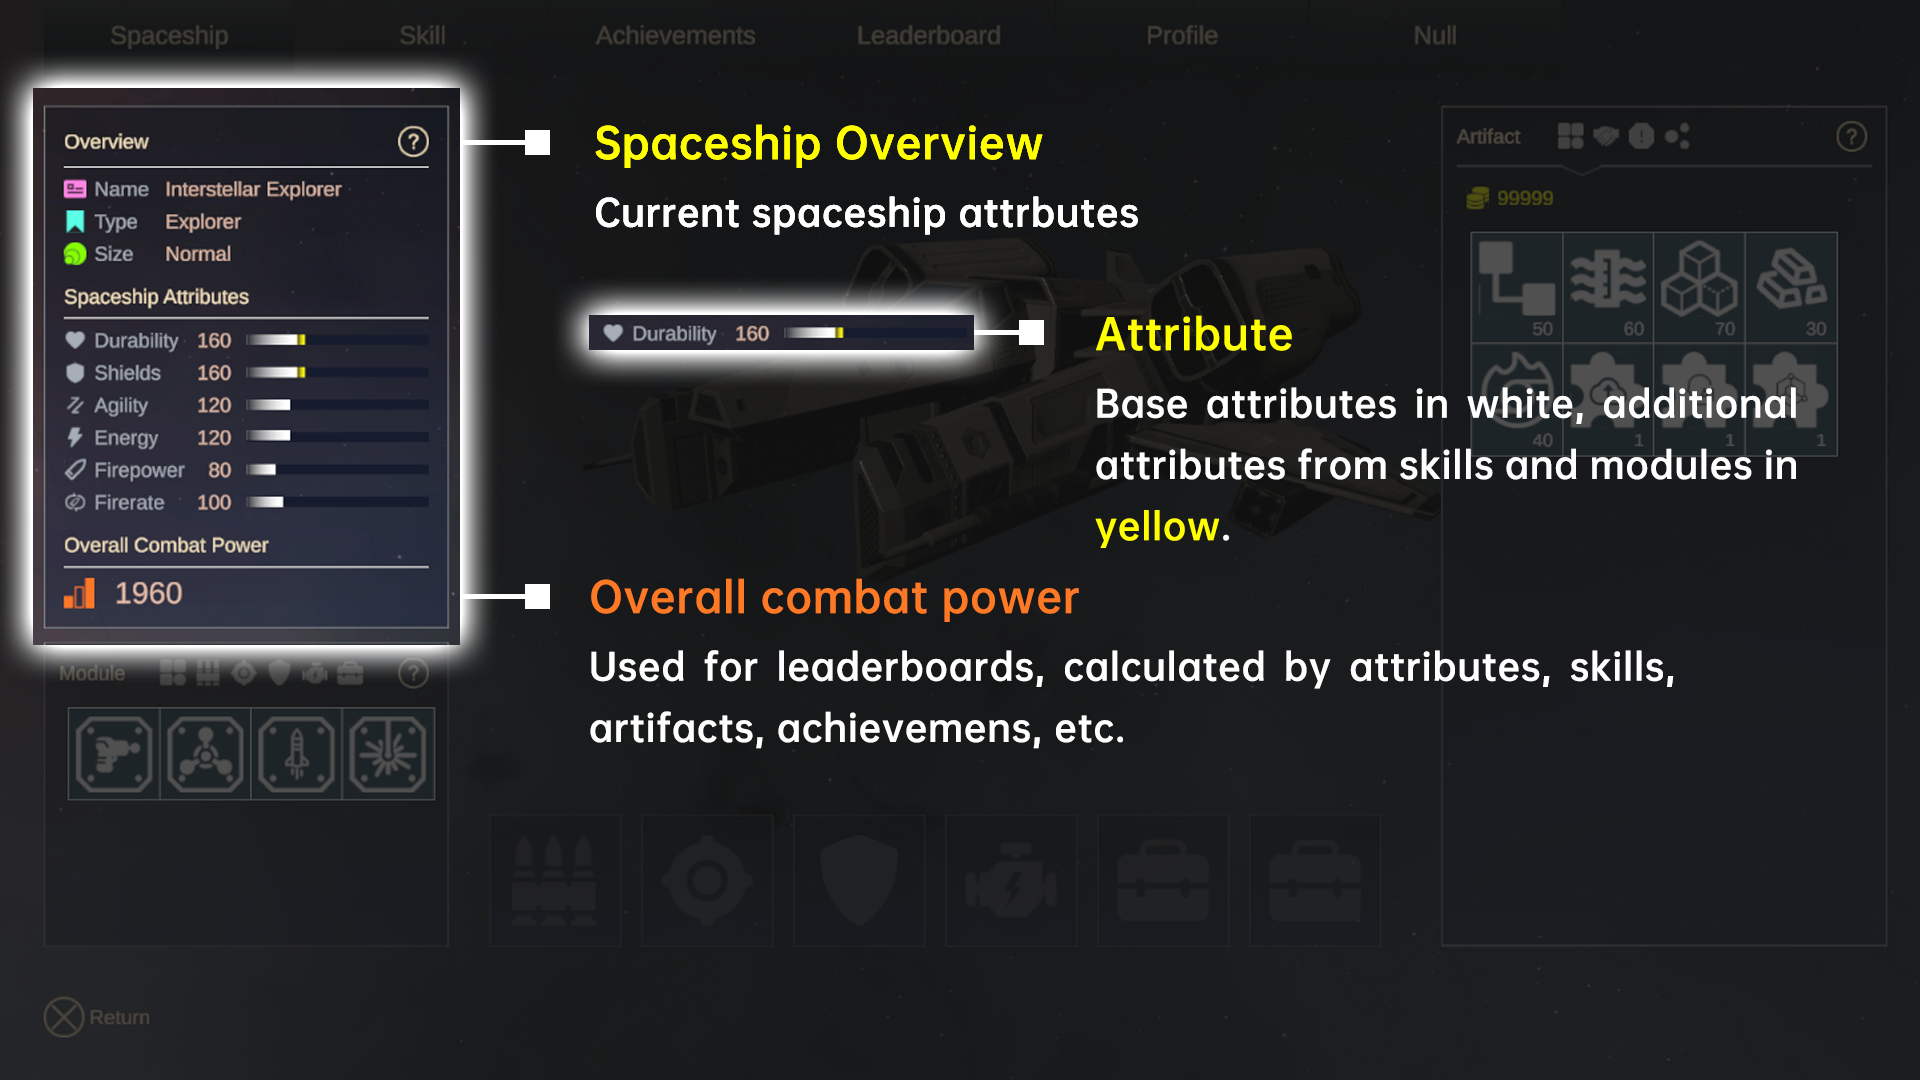 Spaceship Skill Achievements Leaderboard Profile Null
Overview ?
Name Interstellar Explorer
Type Explorer
Size Normal
Spaceship Attributes
Durability 160
Shields 160
Agility 120
Energy 120
Firepower 80
Firerate 100
Overall Combat Power
1960
Spaceship Overview
Current spaceship attrbutes
Durability 160
Attribute
Base attributes in white, additional
attributes from skills and modules in
yellow.
Overall combat power
Used for leaderboards, calculated by attributes, skills,
artifacts, achievemens, etc.
Artifact ?
99999
50 60 70 30
40 1 1 1
Module ?
Return